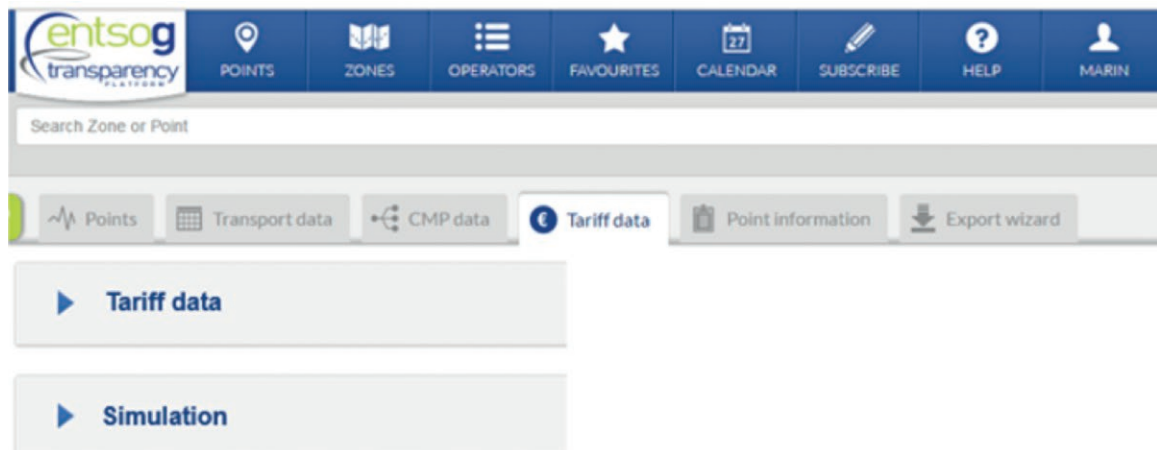 entsog
transparency
PLATFORM
POINTS
ZONES
OPERATORS
FAVOURITES
27
CALENDAR
SUBSCRIBE
?
HELP
MARIN
Search Zone or Point
Points
Transport data
CMP data
€
Tariff data
Point information
Export wizard
Tariff data
Simulation